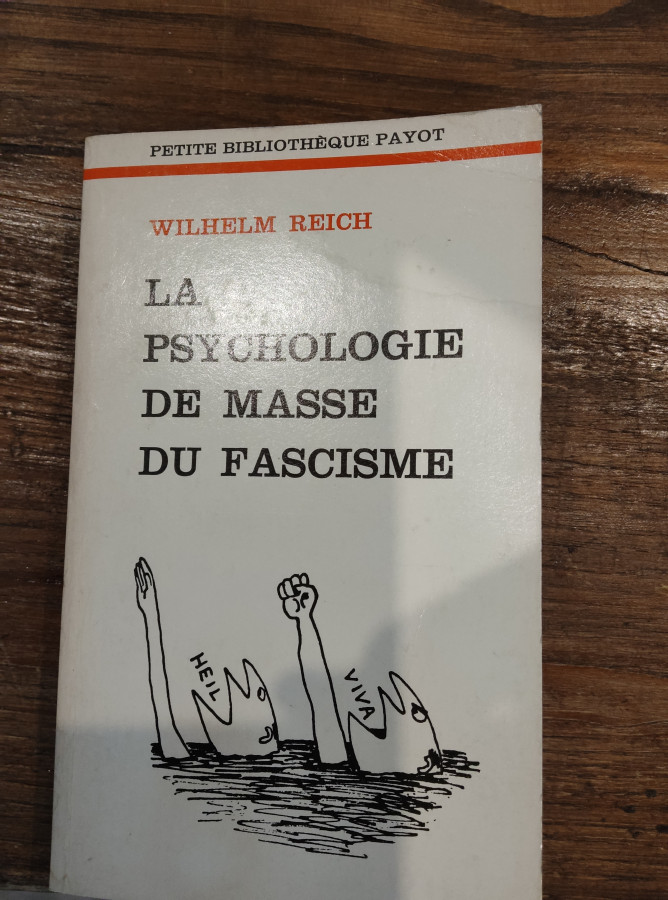 PETITE BIBLIOTHÈQUE PAYOT
WILHELM REICH
LA
PSYCHOLOGIE
DE MASSE
DU FASCISME
HEIL
VIVA